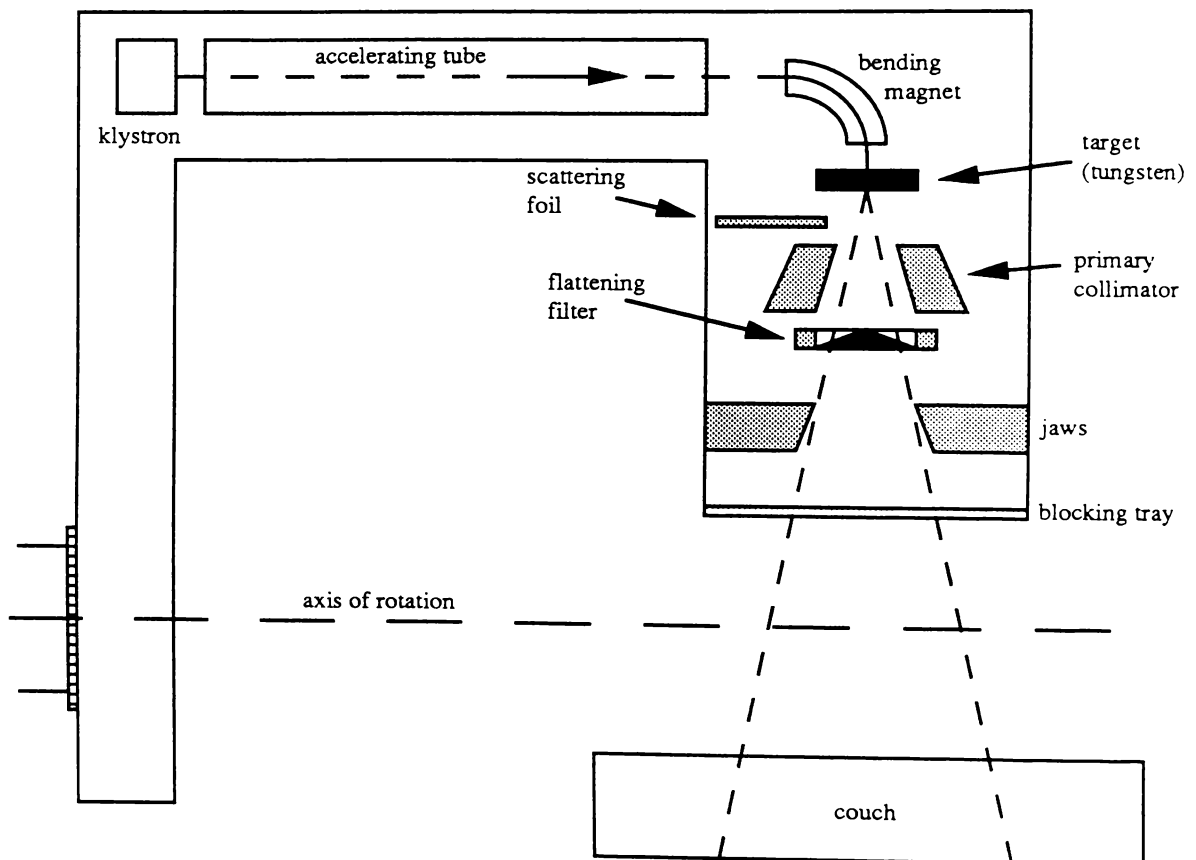 accelerating tube
bending
magnet
klystron
target
(tungsten)
scattering
foil
primary
collimator
flattening
filter
jaws
blocking tray
axis of rotation
couch